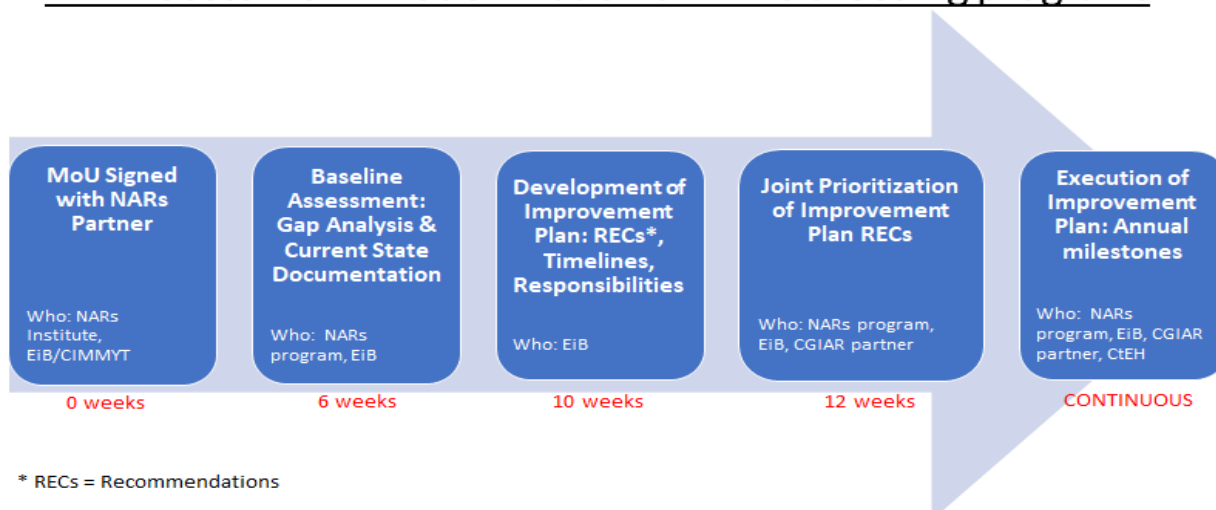 MoU Signed
with NARs
Partner
Who: NARs
Institute,
EiB/CIMMYT
0 weeks
Baseline
Assessment:
Gap Analysis &
Current State
Documentation
Who: NARs
program, EiB
6 weeks
Development of
Improvement
Plan: RECs*,
Timelines,
Responsibilities
Who: EiB
10 weeks
Joint Prioritization
of Improvement
Plan RECs
Who: NARs program,
EiB, CGIAR partner
12 weeks
Execution of
Improvement
Plan: Annual
milestones
Who: NARs
program, EiB, CGIAR
partner, CtEH
CONTINUOUS
* RECs = Recommendations